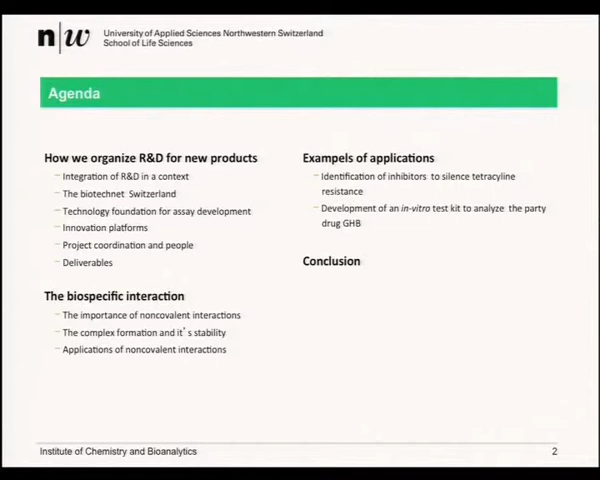 n|w
University of Applied Sciences Northwestern Switzerland
School of Life Sciences
Agenda
How we organize R&D for new products
– Integration of R&D in a context
– The biotechnet Switzerland
– Technology foundation for assay development
– Innovation platforms
– Project coordination and people
– Deliverables
The biospecific interaction
– The importance of noncovalent interactions
– The complex formation and it's stability
– Applications of noncovalent interactions
Exampels of applications
– Identification of inhibitors to silence tetracyline
resistance
– Development of an in-vitro test kit to analyze the party
drug GHB
Conclusion
Institute of Chemistry and Bioanalytics
2